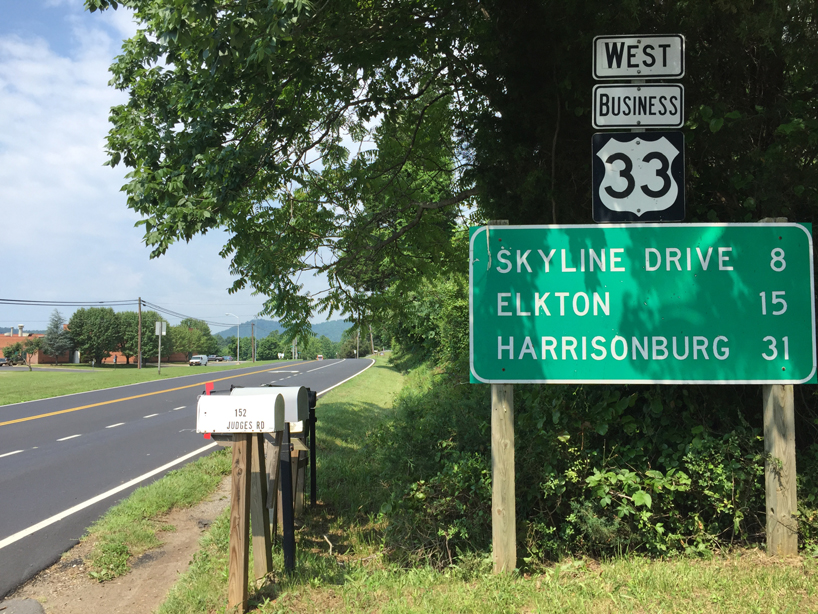 WEST
BUSINESS
33
SKYLINE DRIVE 8
ELKTON 15
HARRISONBURG 31
152
JUDGES RD